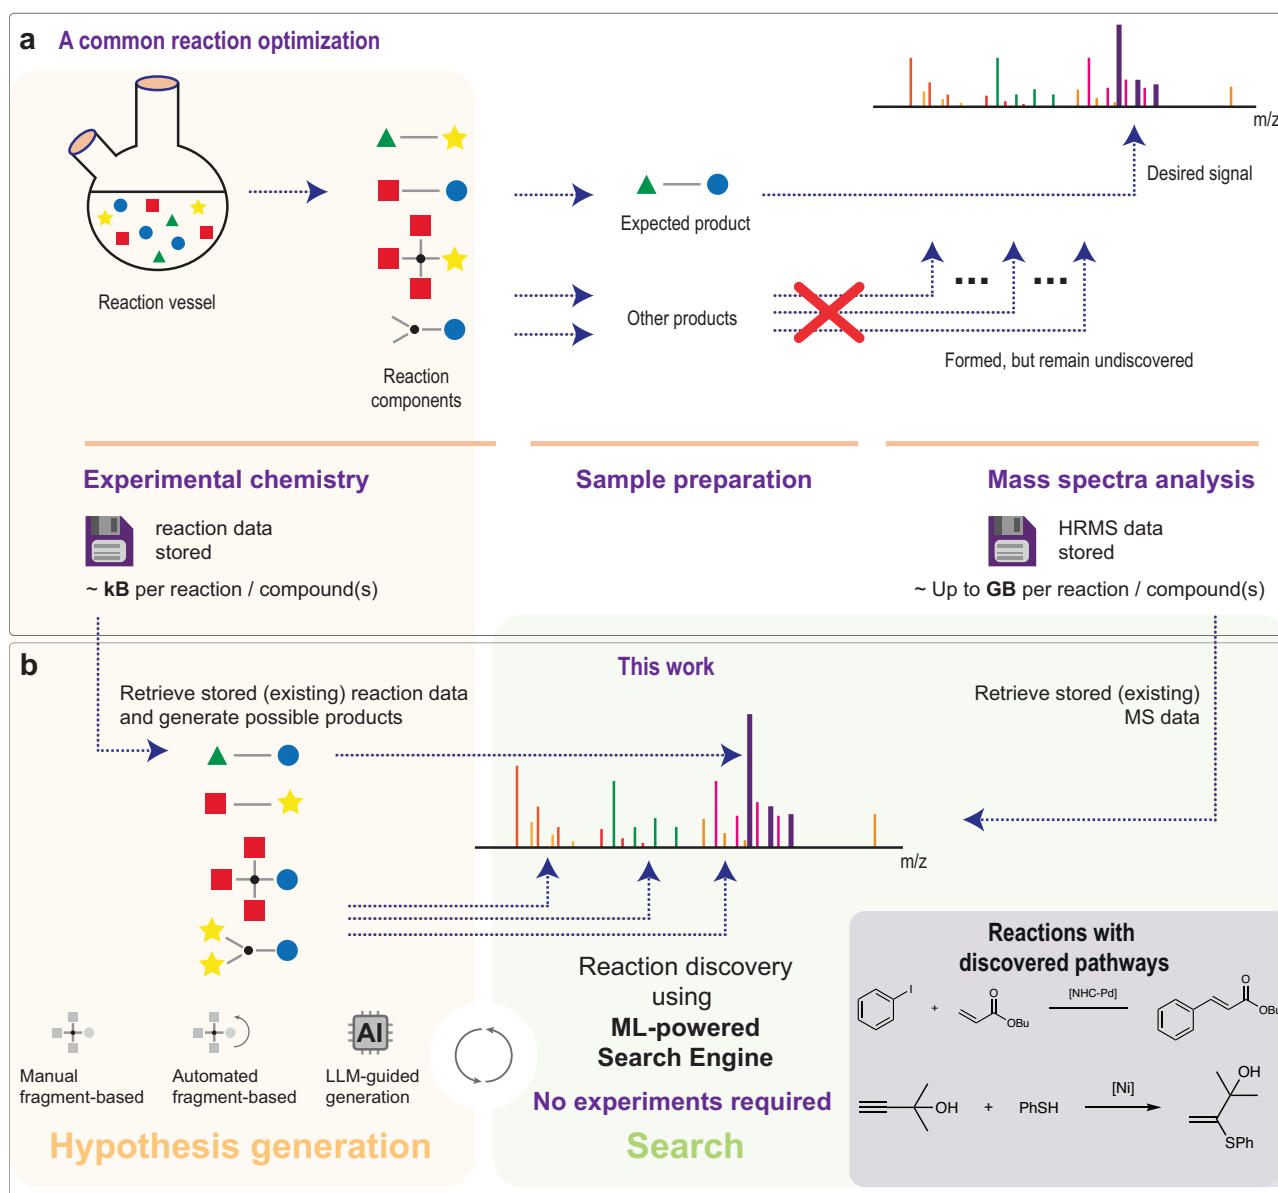 a A common reaction optimization
m/z
Desired signal
Expected product
Reaction vessel
Other products
Formed, but remain undiscovered
Reaction
components
Experimental chemistry
Sample preparation
Mass spectra analysis
reaction data
stored
HRMS data
stored
~ kB per reaction / compound(s)
~ Up to GB per reaction / compound(s)
b
This work
Retrieve stored (existing) reaction data
and generate possible products
Retrieve stored (existing)
MS data
m/z
Reaction discovery
using
ML-powered
Search Engine
No experiments required
Search
AI
Manual
fragment-based
Automated
fragment-based
LLM-guided
generation
Hypothesis generation
Reactions with
discovered pathways
I
+
O
OBu
[NHC-Pd]
O
OBu
OH
+
PhSH
[Ni]
OH
SPh